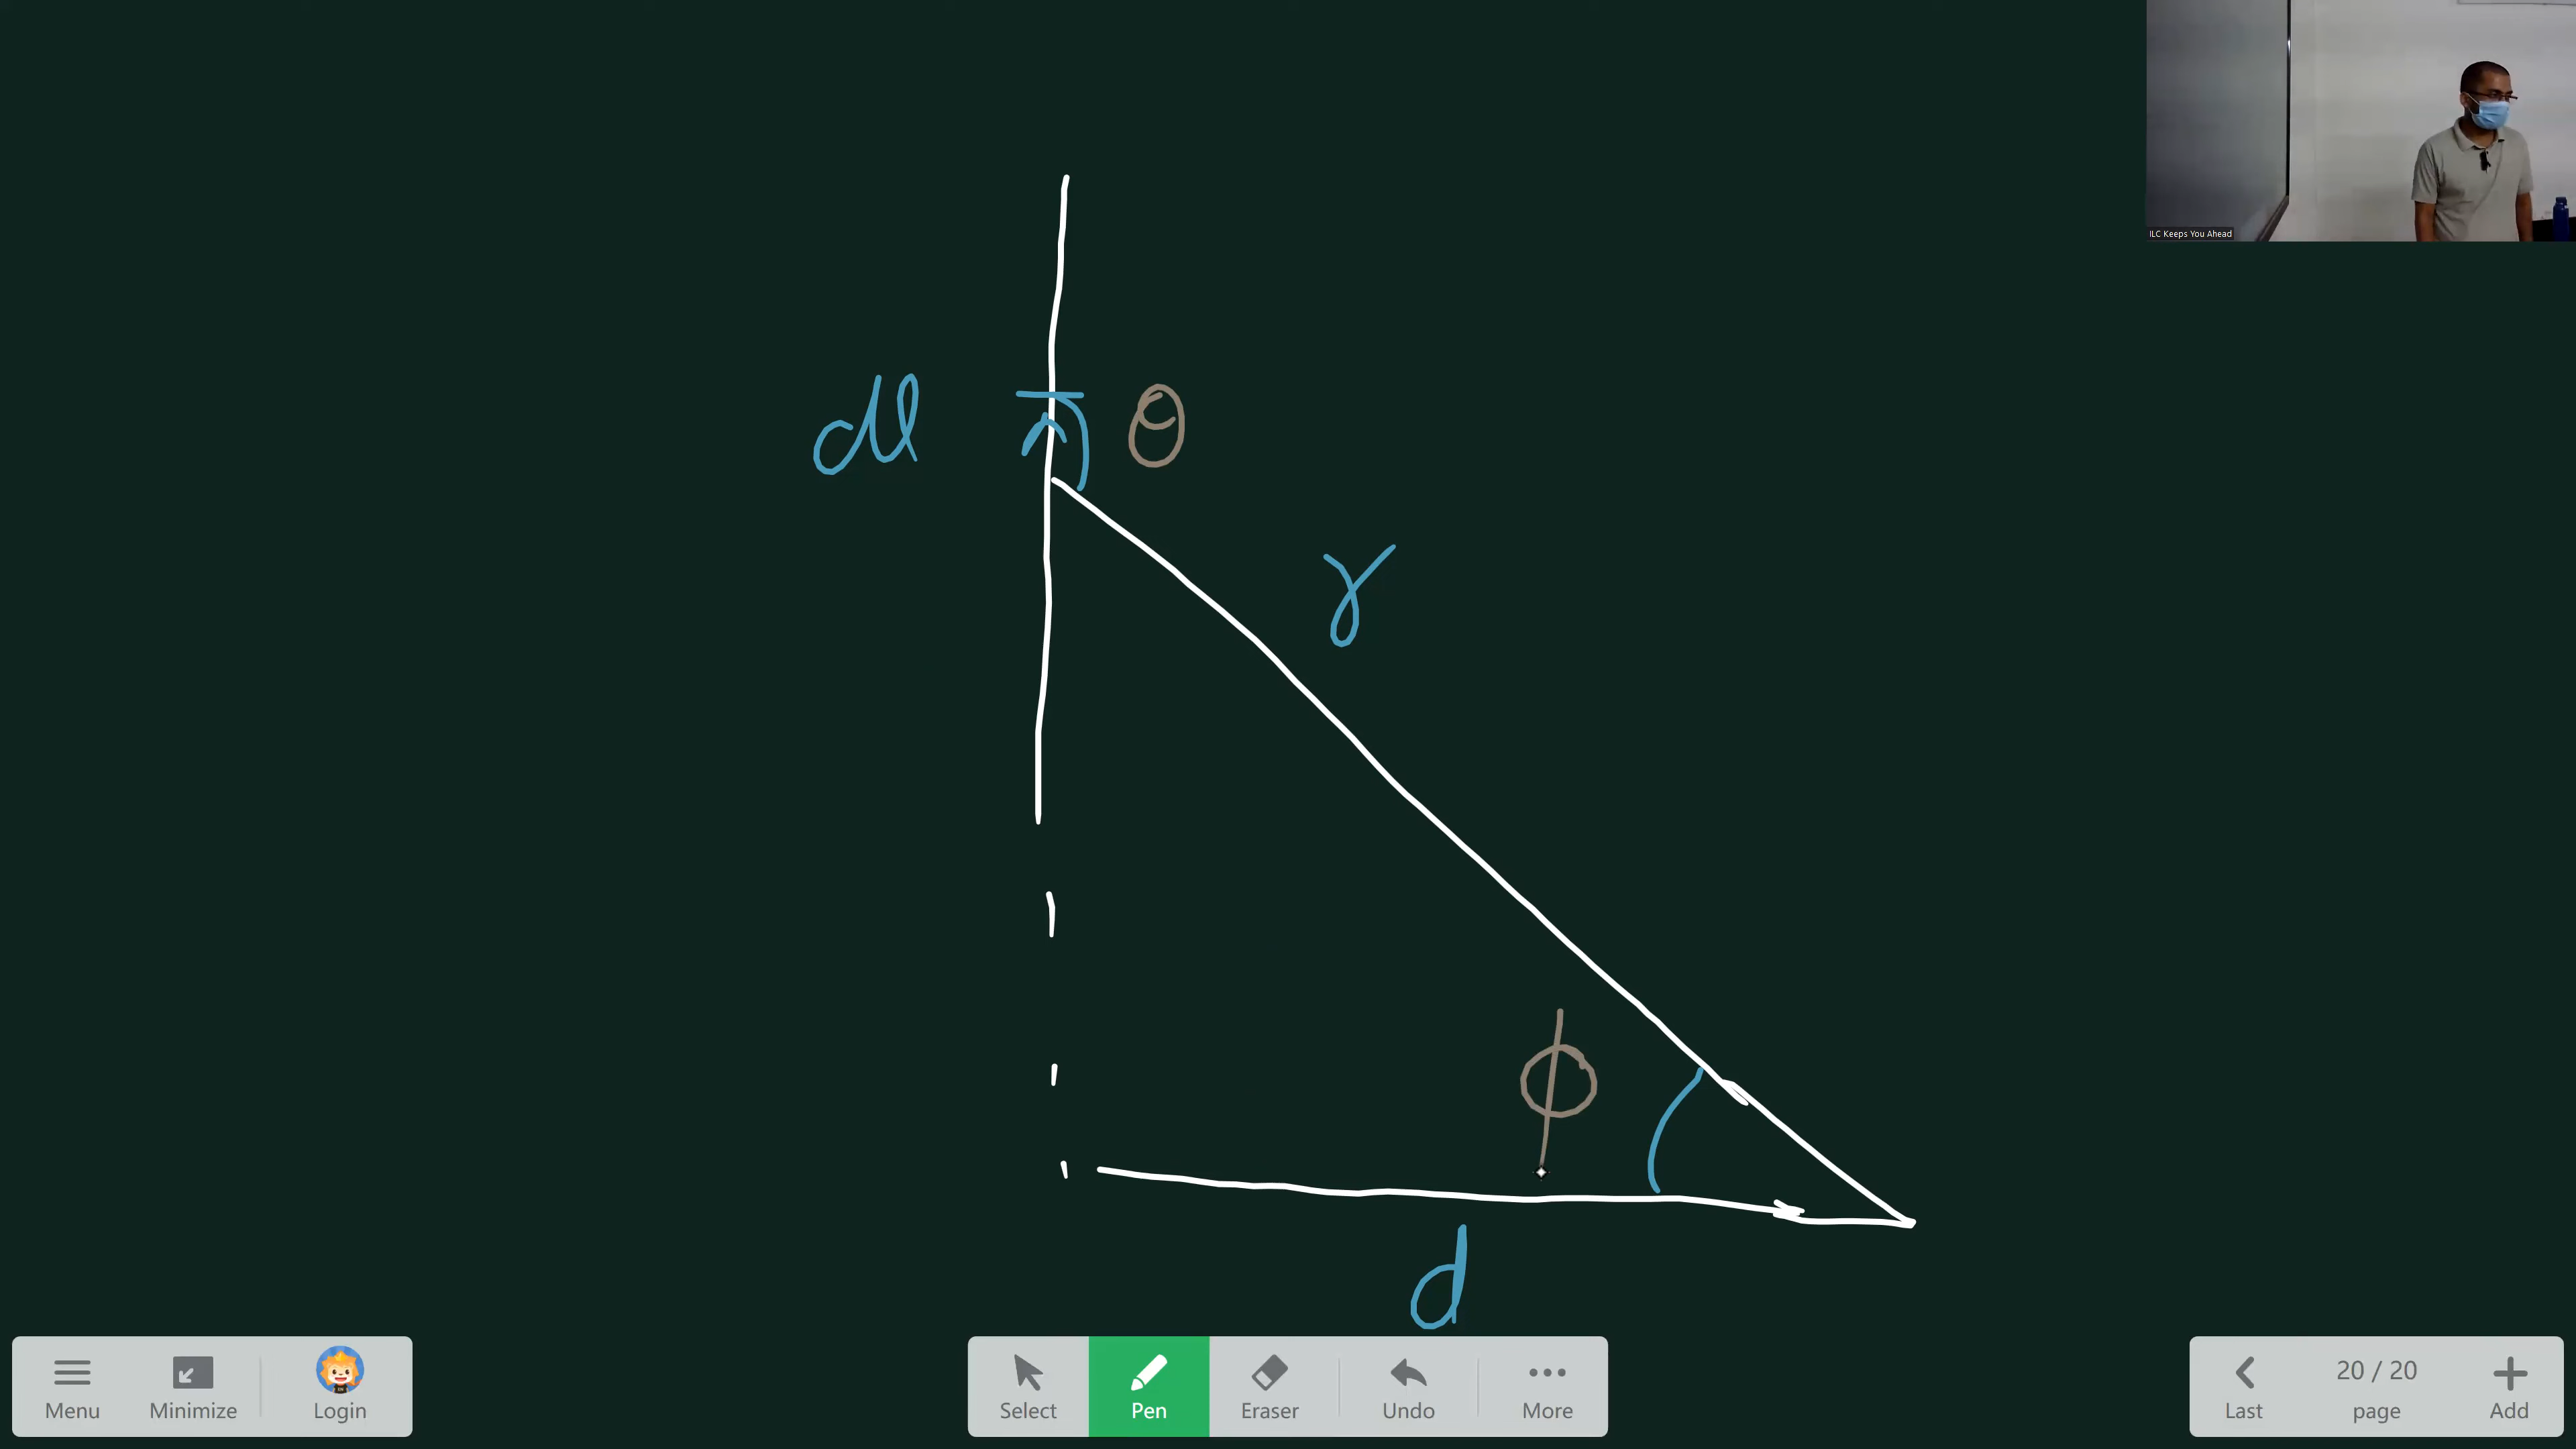 ILC Keeps You Ahead
dl θ
r
ϕ
d
Menu Minimize Login Select Pen Eraser Undo More Last 20 / 20 page Add